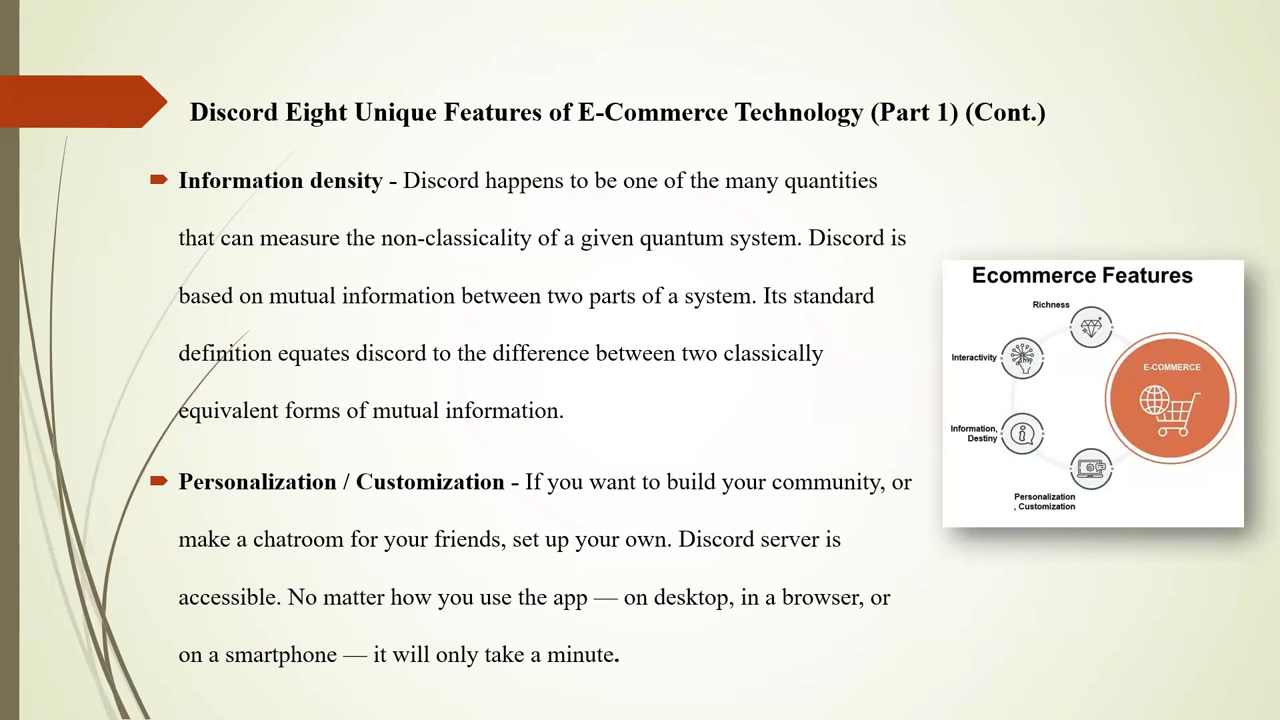 Discord Eight Unique Features of E-Commerce Technology (Part 1) (Cont.)
Information density - Discord happens to be one of the many quantities
that can measure the non-classicality of a given quantum system. Discord is
based on mutual information between two parts of a system. Its standard
definition equates discord to the difference between two classically
equivalent forms of mutual information.
Personalization / Customization - If you want to build your community, or
make a chatroom for your friends, set up your own. Discord server is
accessible. No matter how you use the app — on desktop, in a browser, or
on a smartphone — it will only take a minute.
Ecommerce Features
Richness
Interactivity
E-COMMERCE
Information,
Destiny
Personalization
, Customization